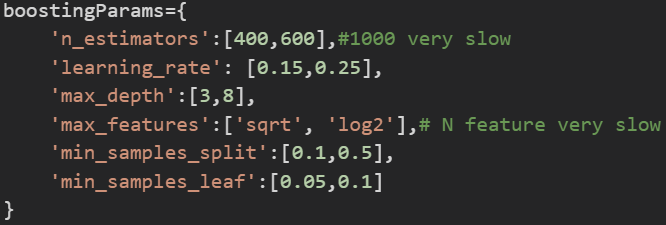 boostingParams={
    'n_estimators':[400,600],#1000 very slow
    'learning_rate': [0.15,0.25],
    'max_depth':[3,8],
    'max_features':['sqrt', 'log2'],# N feature very slow
    'min_samples_split':[0.1,0.5],
    'min_samples_leaf':[0.05,0.1]
}